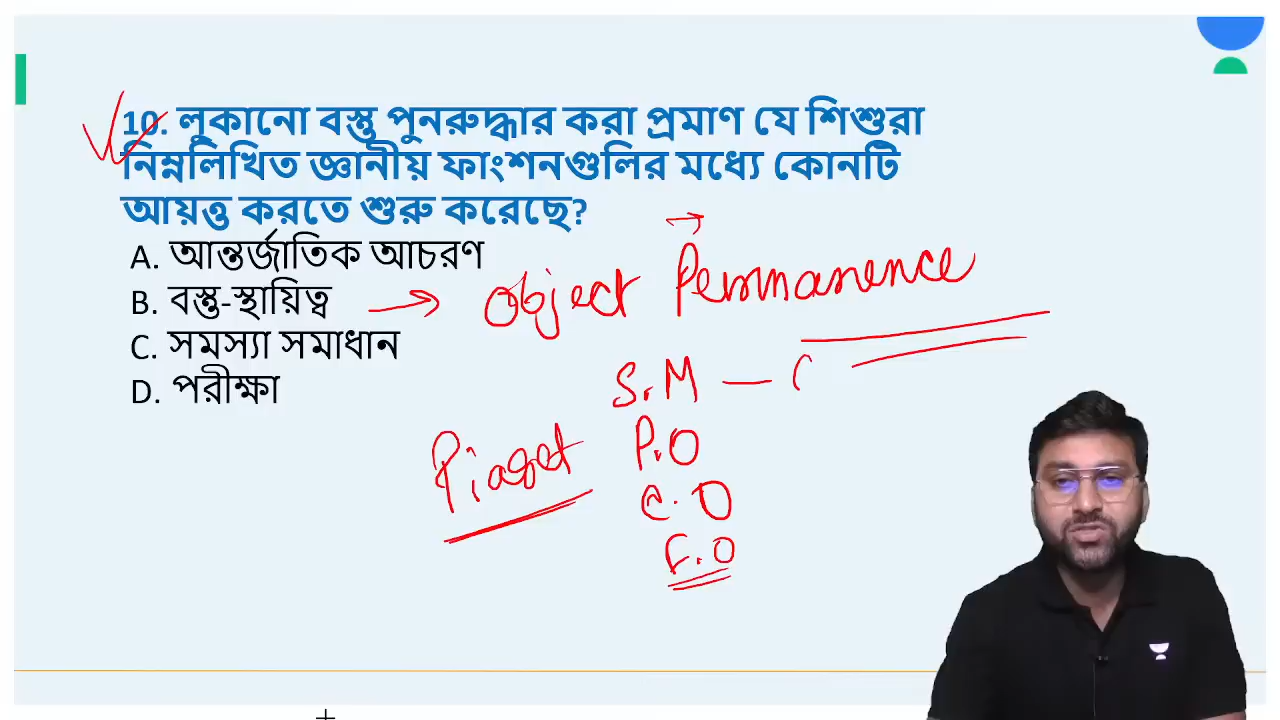 10. লুকানো বস্তু পুনরুদ্ধার করা প্রমাণ যে শিশুরা
নিম্নলিখিত জ্ঞানীয় ফাংশনগুলির মধ্যে কোনটি
আয়ত্ত করতে শুরু করেছে?
A. আন্তর্জাতিক আচরণ
B. বস্তু-স্থায়িত্ব → Object Permanence
C. সমস্যা সমাধান
D. পরীক্ষা
S.M — 
P.O
Piaget
C.O
F.O